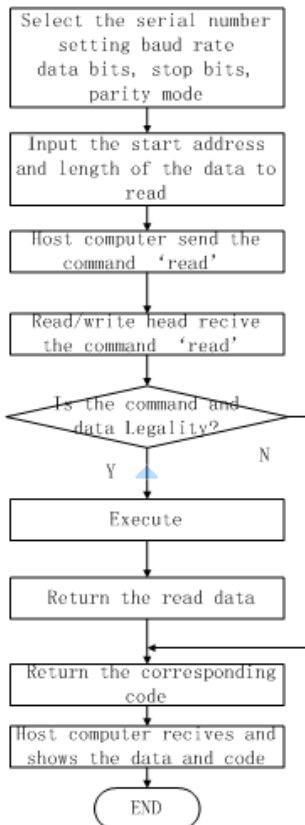 Select the serial number
setting baud rate
data bits, stop bits,
parity mode
Input the start address
and length of the data to
read
Host computer send the
command ‘read’
Read/write head recive
the command ‘read’
Is the command and
data Legality?
Y
N
Execute
Return the read data
Return the corresponding
code
Host computer recives and
shows the data and code
END